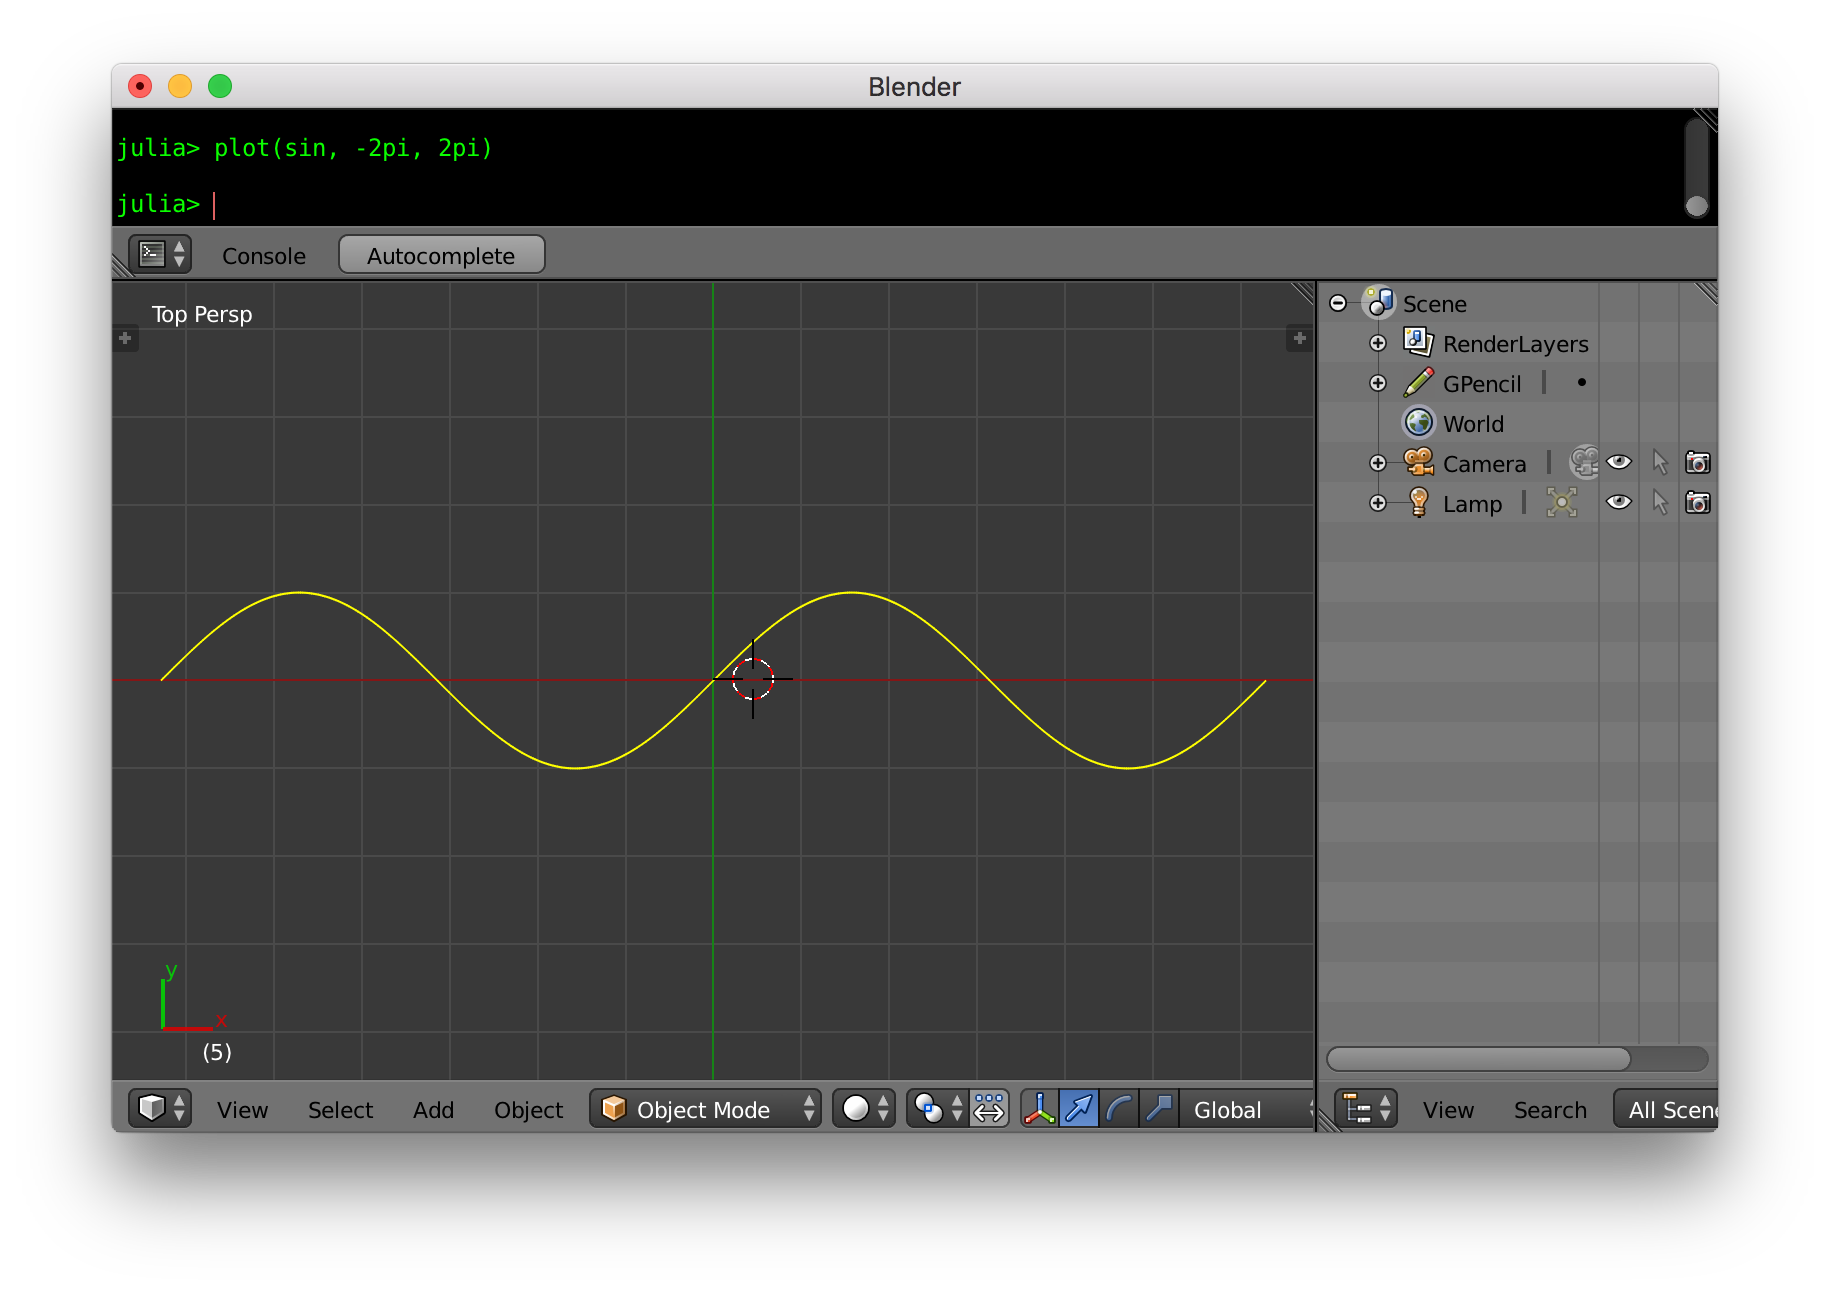 Blender
julia> plot(sin, -2pi, 2pi)
julia>
Console Autocomplete
Top Persp
Scene
RenderLayers
GPencil
World
Camera
Lamp
y
x
(5)
View Select Add Object Object Mode Global
View Search All Scene